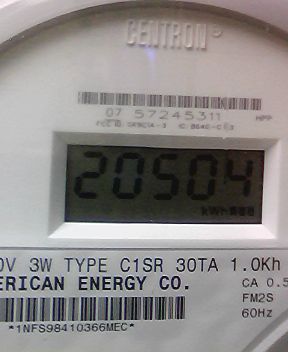 CENTRON®
07 57245311
HPP
20504
kWh
0V 3W TYPE C1SR 30TA 1.0Kh
ERICAN ENERGY CO.
CA 0.5
FM2S
60Hz
*1NFS98410366MEC*